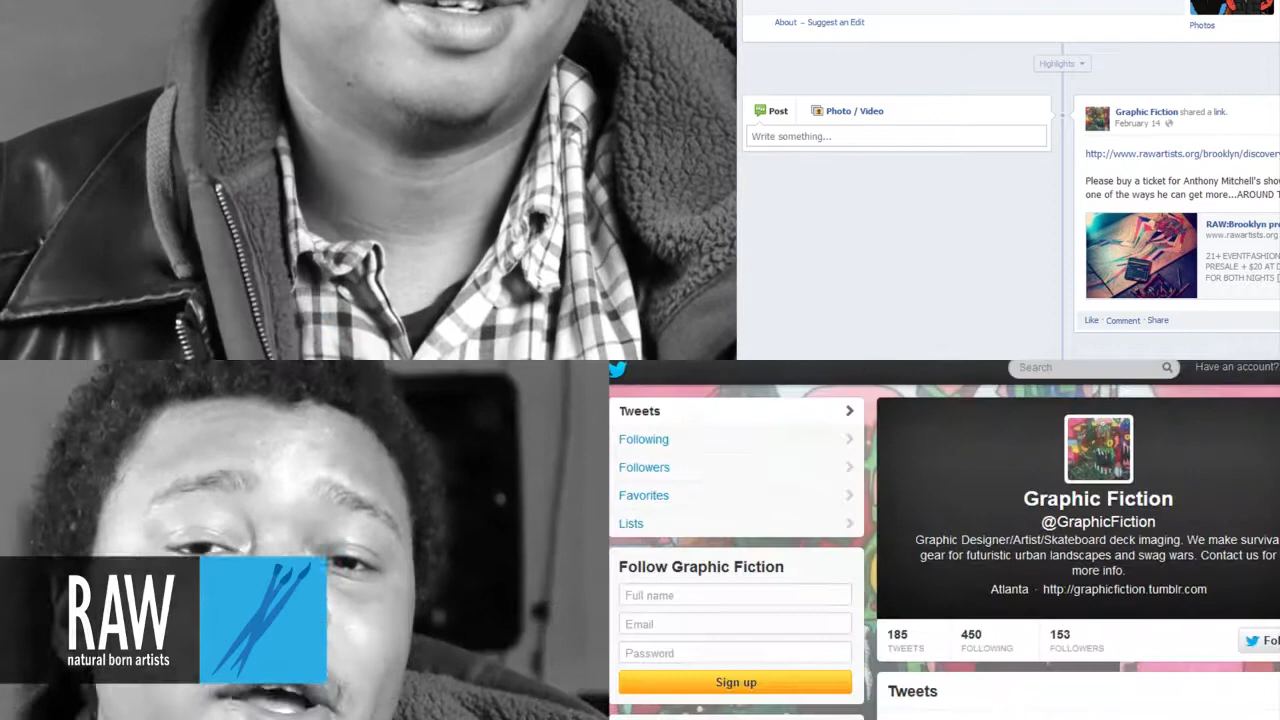 About – Suggest an Edit
Photos
Highlights
Post
Photo / Video
Write something...
Graphic Fiction shared a link.
February 14
http://www.rawartists.org/brooklyn/discover
Please buy a ticket for Anthony Mitchell's
one of the ways he can get more...AROUND
RAW:Brooklyn
www.rawartists.org
21+
PRESALE + $20 AT
FOR BOTH NIGHTS [
Like · Comment · Share
Search
Have an account?
Tweets
Following
Followers
Favorites
Lists
Follow Graphic Fiction
Full name
Email
Password
Sign up
Graphic Fiction
@GraphicFiction
Graphic Designer/Artist/Skateboard deck imaging. We make
gear for futuristic urban landscapes and swag wars. Contact us for
more info.
Atlanta · http://graphicfiction.tumblr.com
185
TWEETS
450
FOLLOWING
153
FOLLOWERS
Tweets
RAW
natural born artists